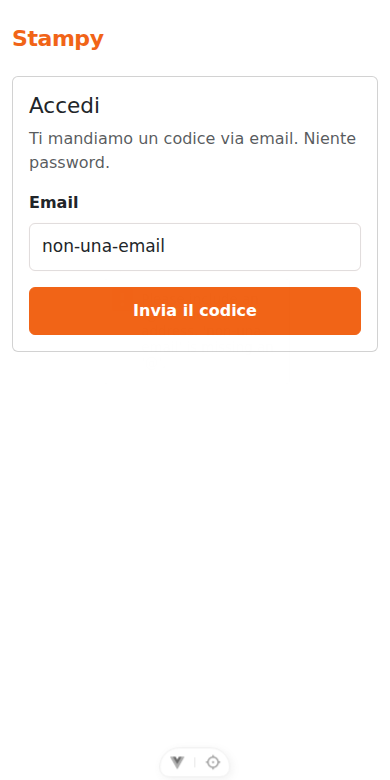 Stampy
Accedi
Ti mandiamo un codice via email. Niente
password.
Email
non-una-email
Invia il codice